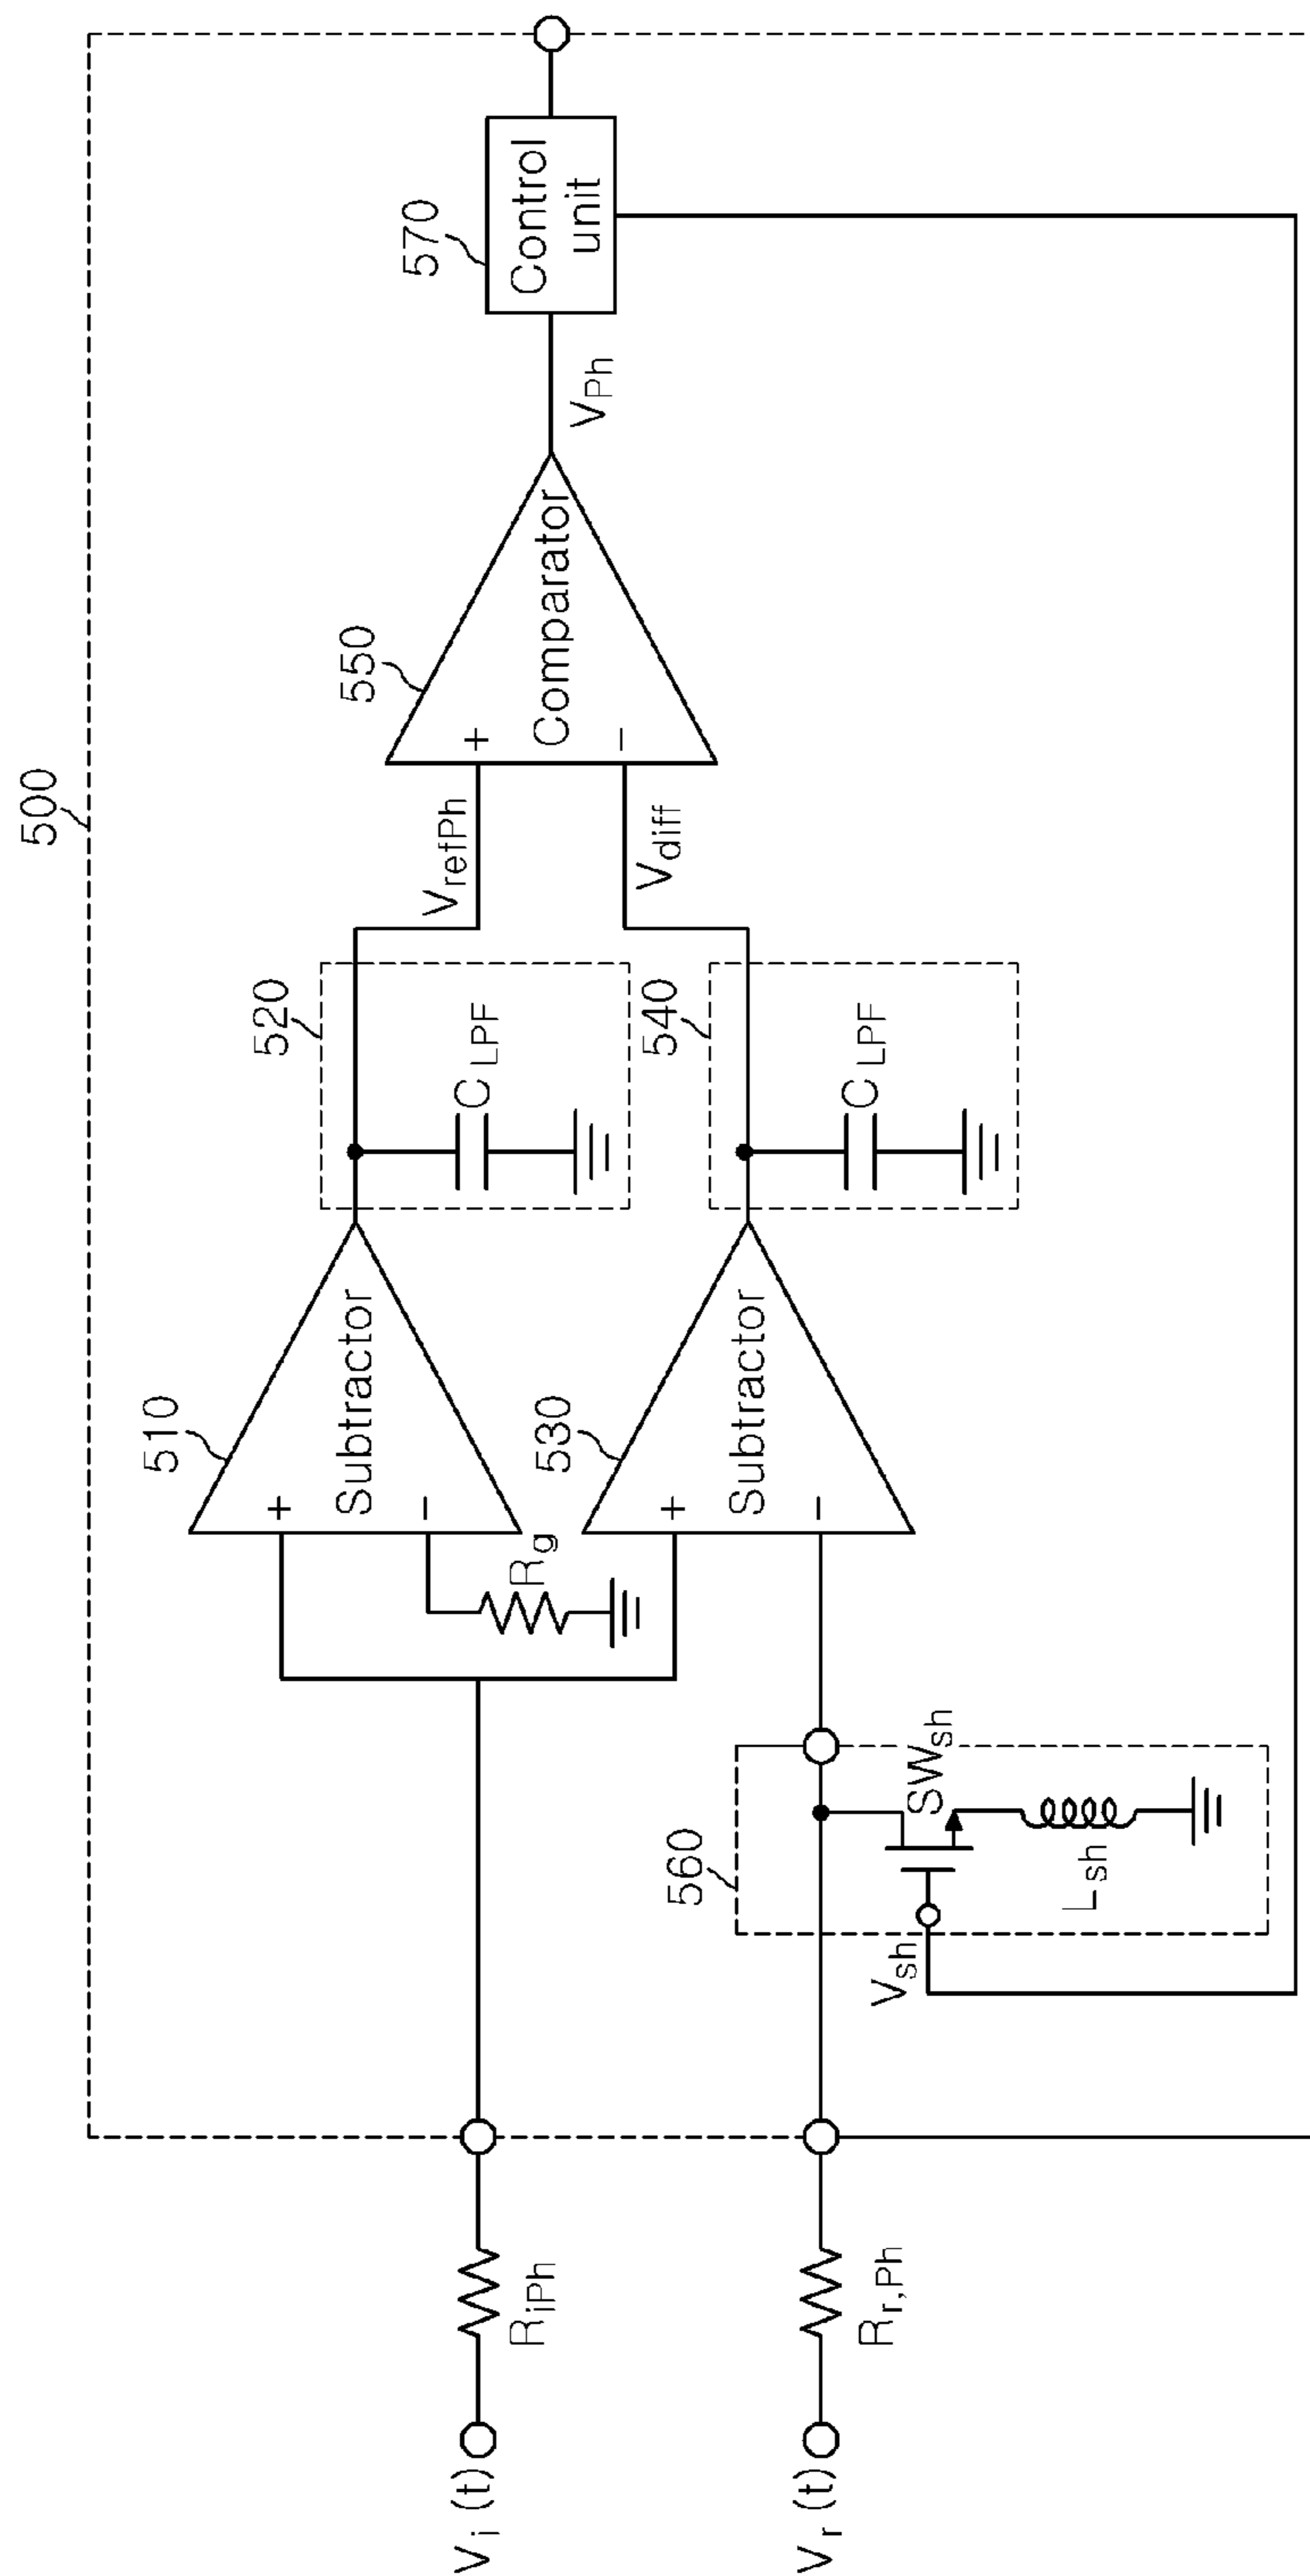 500
510
Subtractor
+
−
R_g
520
C_LPF
V_refPh
550
Comparator
+
−
V_Ph
570
Control
unit
530
Subtractor
+
−
540
C_LPF
V_diff
560
SW_sh
L_sh
V_sh
V_i (t)
R_iPh
V_r (t)
R_r,Ph